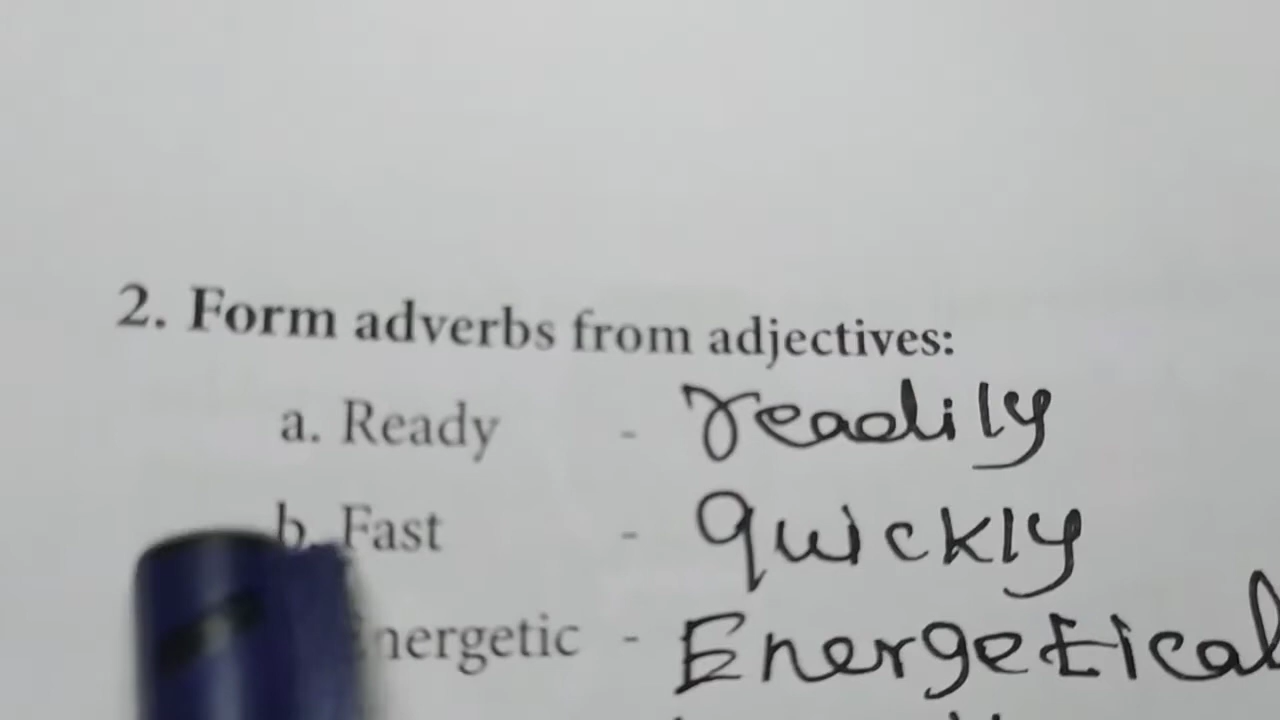 2. Form adverbs from adjectives:
a. Ready - readily
b. Fast - quickly
nergetic - Energetical